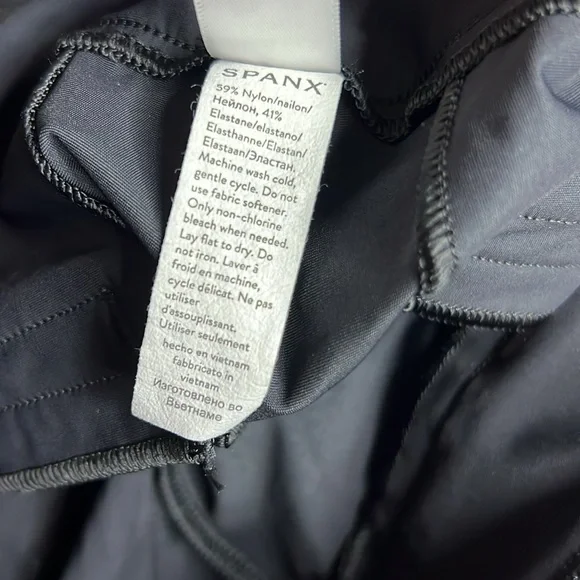 SPANX
59% Nylon/nailon/
Нейлон, 41%
Elastane/elastano/
Elasthanne/Elastan/
Elastaan/Эластан.
Machine wash cold,
gentle cycle. Do not
use fabric softener.
Only non-chlorine
bleach when needed.
Lay flat to dry. Do
not iron. Laver à
froid en machine,
cycle délicat. Ne pas
utiliser
d'assouplissant.
Utiliser seulement
hecho en vietnam
fabbricato in
vietnam
Изготовлено во
Вьетнаме